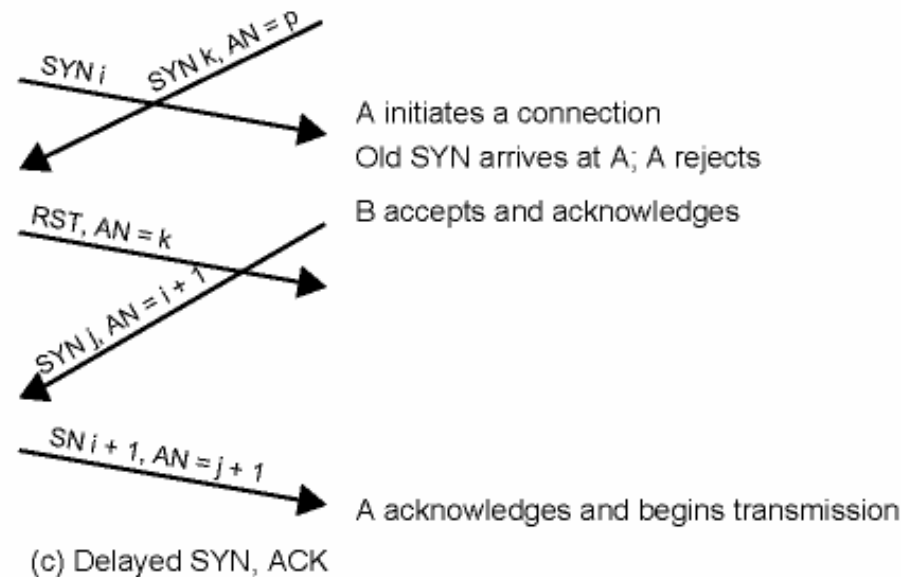 SYN i
SYN k, AN = p
A initiates a connection
Old SYN arrives at A; A rejects
B accepts and acknowledges
RST, AN = k
SYN j, AN = i + 1
SN i + 1, AN = j + 1
A acknowledges and begins transmission
(c) Delayed SYN, ACK